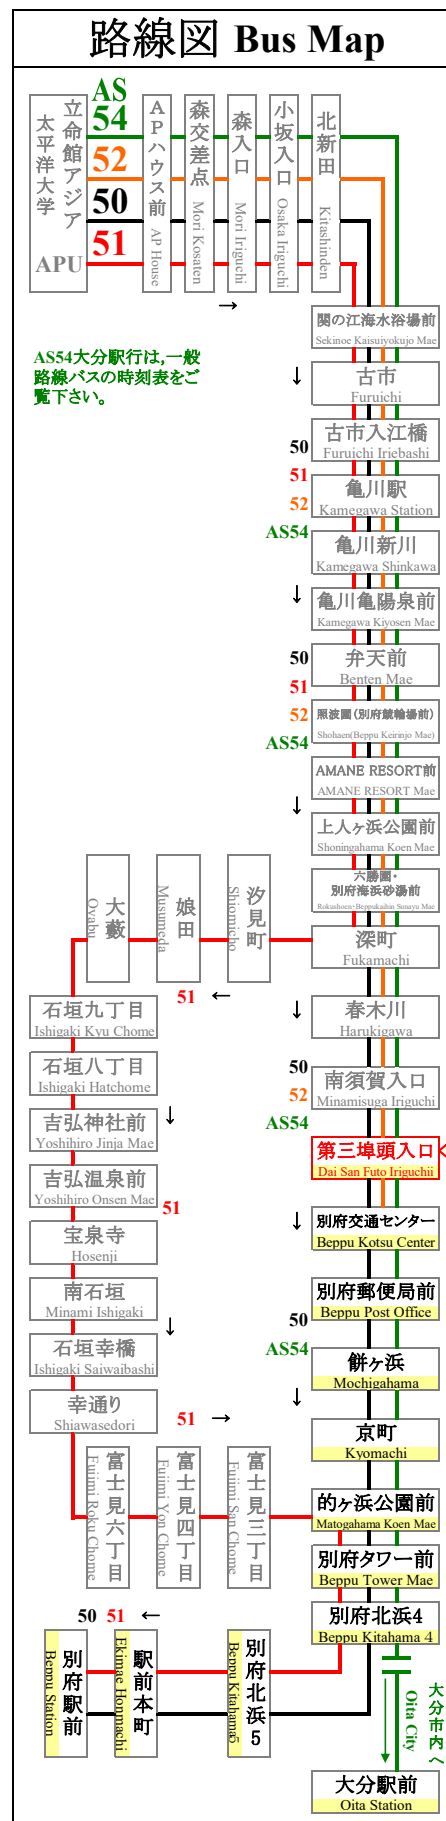 路線図 Bus Map
AS
54
52
50
51
立命館アジア
太平洋大学
APU
APハウス前
AP House
森交差点
Mori Kosaten
森入口
Mori Iriguchi
小坂入口
Osaka Iriguchi
北新田
Kitashinden
→
関の江海水浴場前
Sekinoe Kaisuiyokujo Mae
AS54大分駅行は,一般
路線バスの時刻表をご
覧下さい。
↓
古市
Furuichi
古市入江橋
Furuichi Iriebashi
50
51
52
AS54
亀川駅
Kamegawa Station
亀川新川
Kamegawa Shinkawa
↓
亀川亀陽泉前
Kamegawa Kiyosen Mae
弁天前
Benten Mae
50
51
52
AS54
照波園(別府競輪場前)
Shohaen(Beppu Keirinjo Mae)
AMANE RESORT前
AMANE RESORT Mae
↓
上人ヶ浜公園前
Shoningahama Koen Mae
六勝園・
別府海浜砂湯前
Rokushoen・Beppukaihin Sunayu Mae
深町
Fukamachi
汐見町
Shiomicho
娘田
Musumeda
大藪
Oyabu
51 ←
石垣九丁目
Ishigaki Kyu Chome
石垣八丁目
Ishigaki Hatchome
吉弘神社前
Yoshihiro Jinja Mae
↓
吉弘温泉前
Yoshihiro Onsen Mae
51
宝泉寺
Hosenji
南石垣
Minami Ishigaki
↓
石垣幸橋
Ishigaki Saiwaibashi
幸通り
Shiawasedori
51 →
富士見六丁目
Fujimi Roku Chome
富士見四丁目
Fujimi Yon Chome
富士見三丁目
Fujimi San Chome
↓
春木川
Harukigawa
50
52
AS54
南須賀入口
Minamisuga Iriguchi
第三埠頭入口く
Dai San Futo Iriguchii
↓
別府交通センター
Beppu Kotsu Center
別府郵便局前
Beppu Post Office
50
AS54
餅ヶ浜
Mochigahama
↓
京町
Kyomachi
的ヶ浜公園前
Matogahama Koen Mae
別府タワー前
Beppu Tower Mae
別府北浜4
Beppu Kitahama 4
50 51 ←
別府北浜5
Beppu Kitahama5
駅前本町
Ekimae Honmachi
別府駅前
Beppu Station
大分市内へ
Oita City
大分駅前
Oita Station